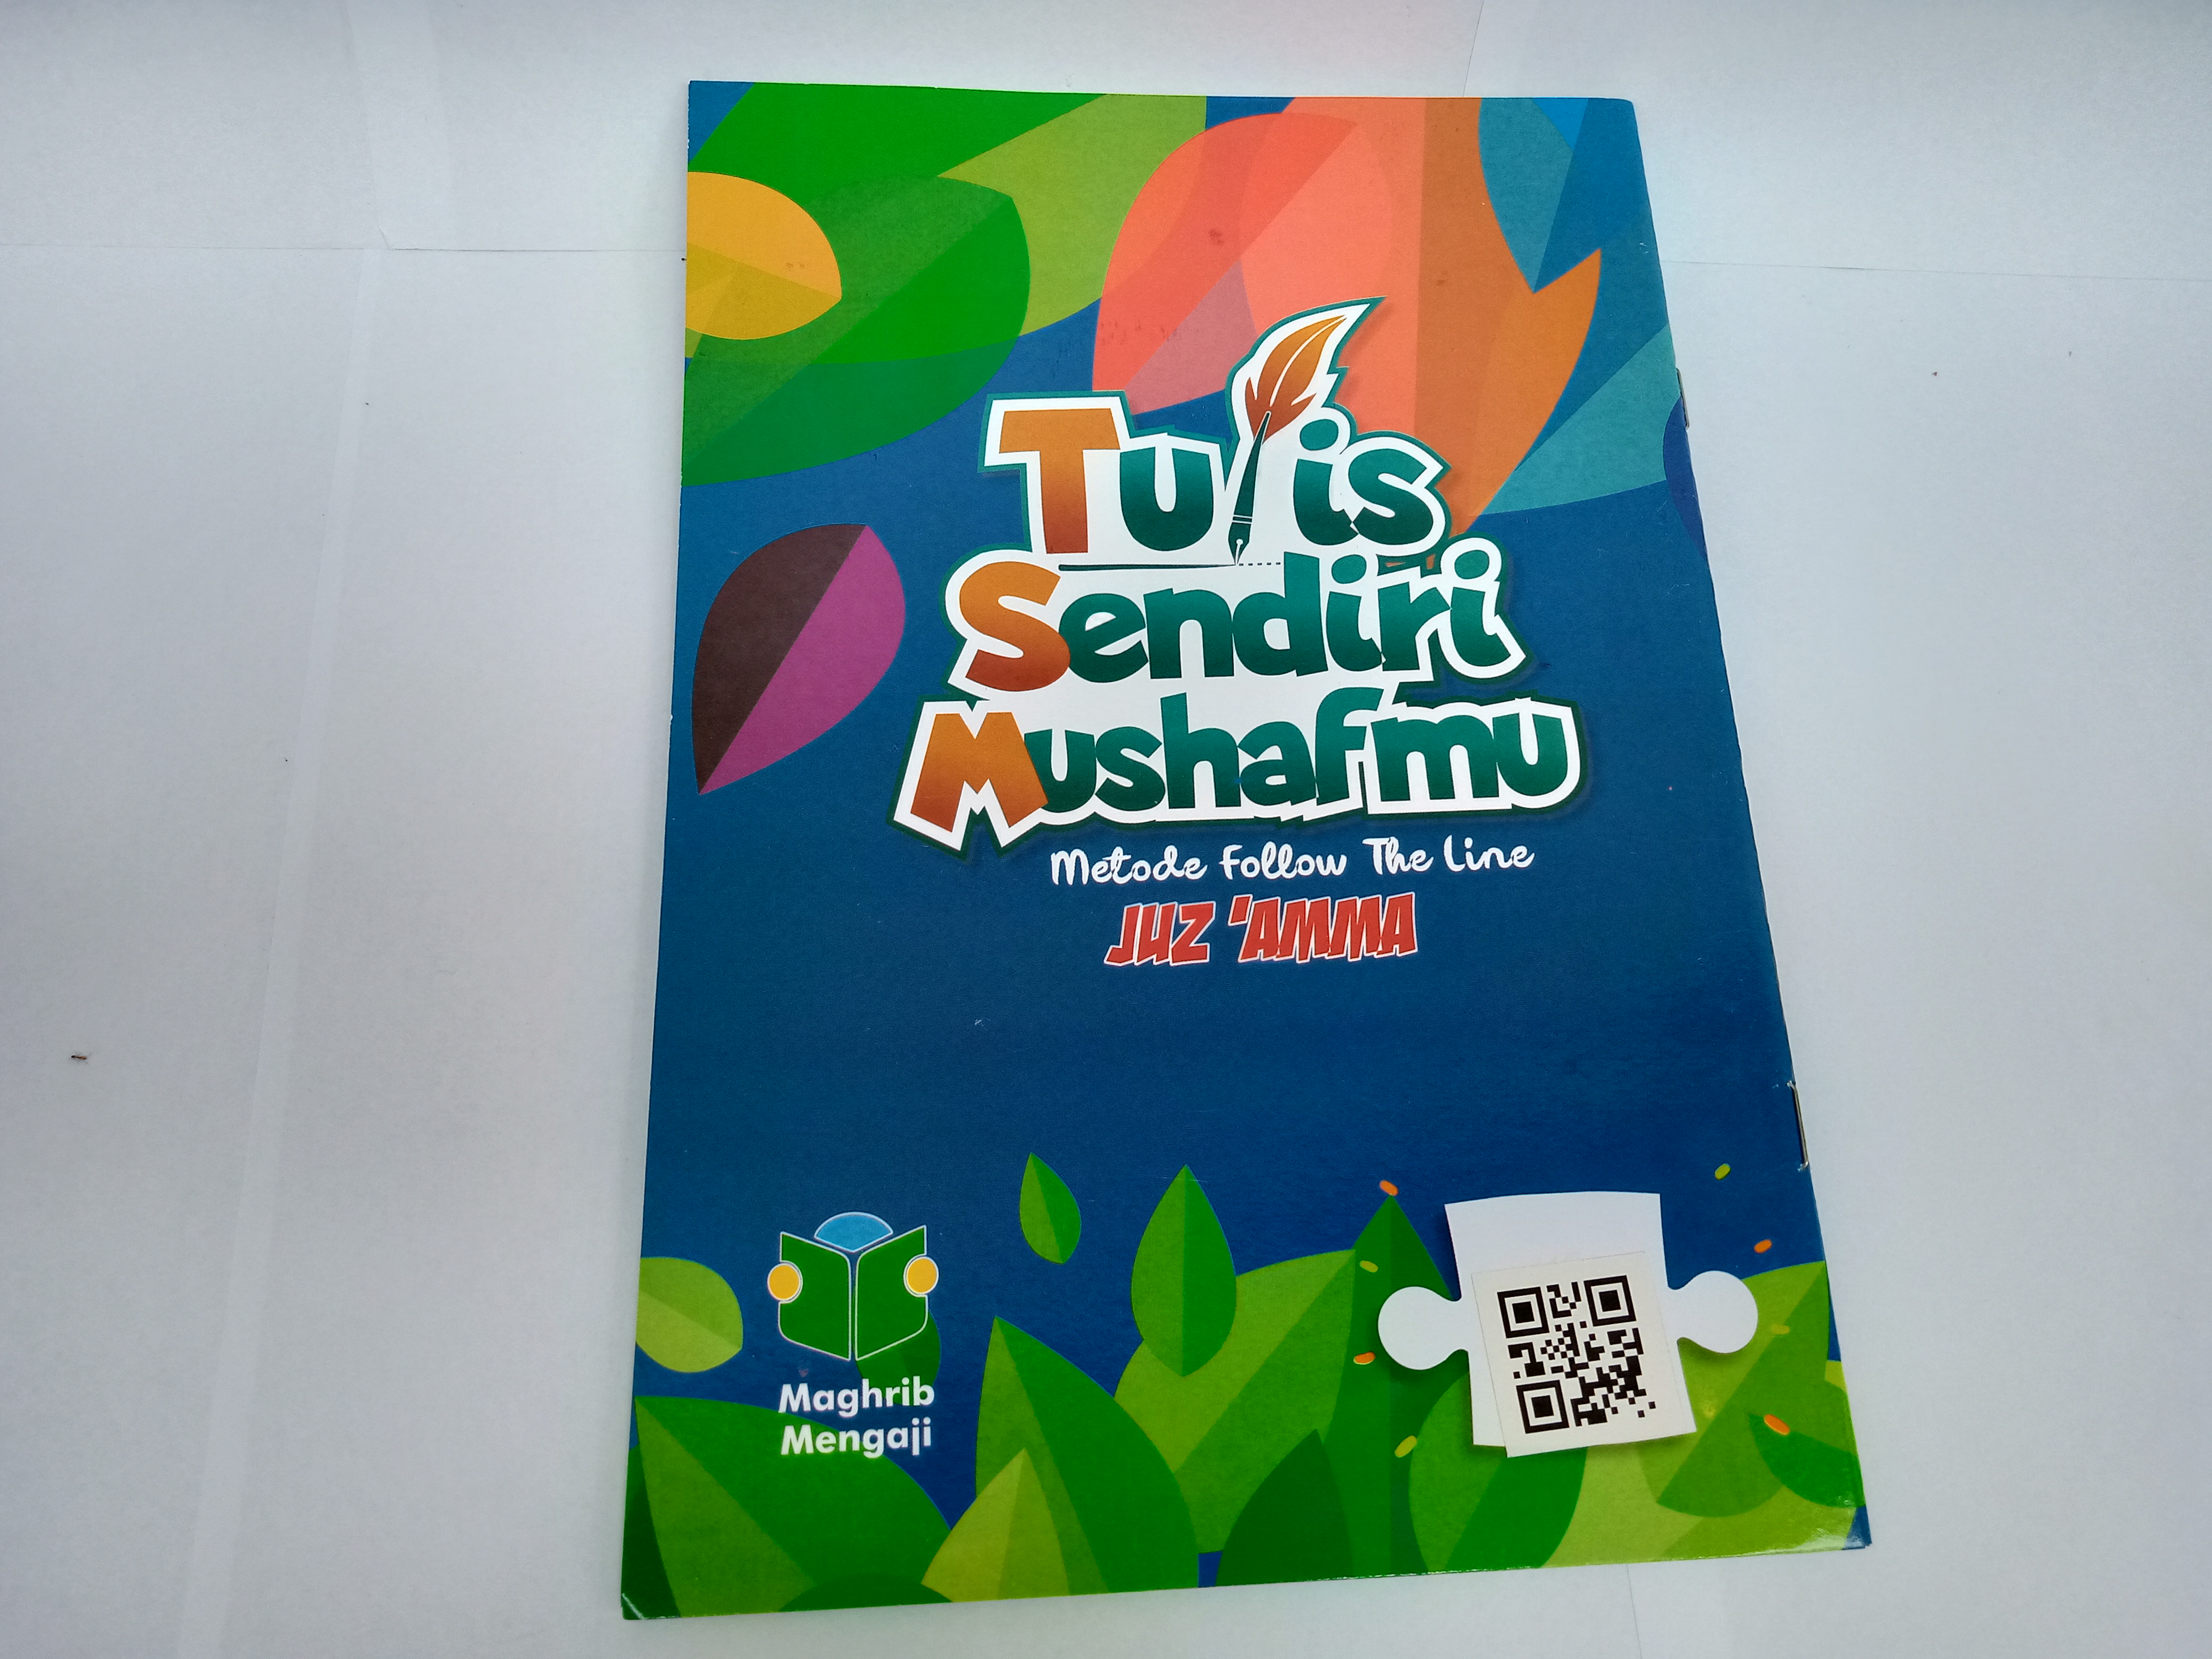 Tulis
Sendiri
Mushafmu
Metode Follow The Line
JUZ 'AMMA
Maghrib
Mengaji